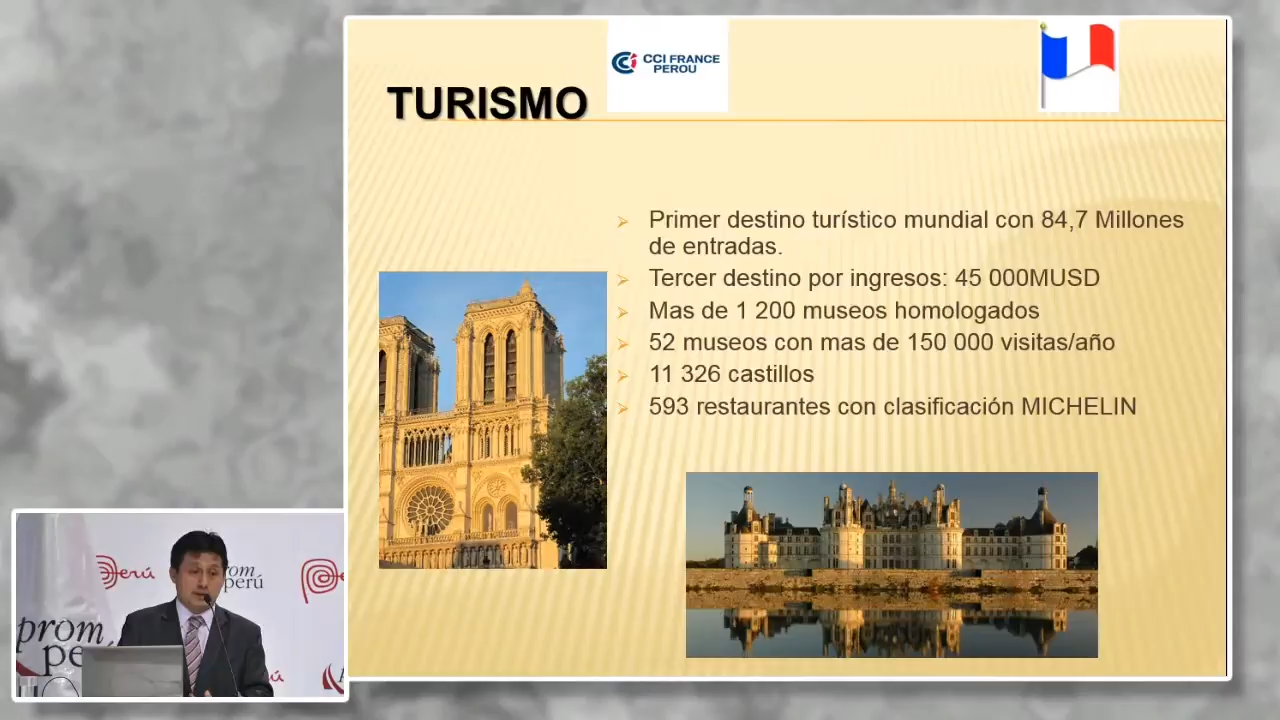 CCI FRANCE
PEROU
TURISMO
Primer destino turístico mundial con 84,7 Millones
de entradas.
Tercer destino por ingresos: 45 000MUSD
Mas de 1 200 museos homologados
52 museos con mas de 150 000 visitas/año
11 326 castillos
593 restaurantes con clasificación MICHELIN
Perú
prom
perú
prom